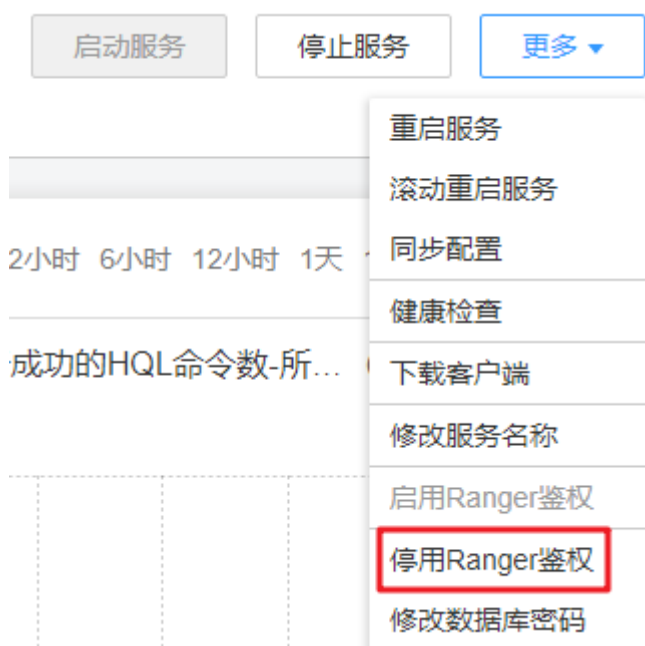 启动服务 停止服务 更多
重启服务
滚动重启服务
2小时 6小时 12小时 1天
同步配置
健康检查
成功的HQL命令数-所...
下载客户端
修改服务名称
启用Ranger鉴权
停用Ranger鉴权
修改数据库密码